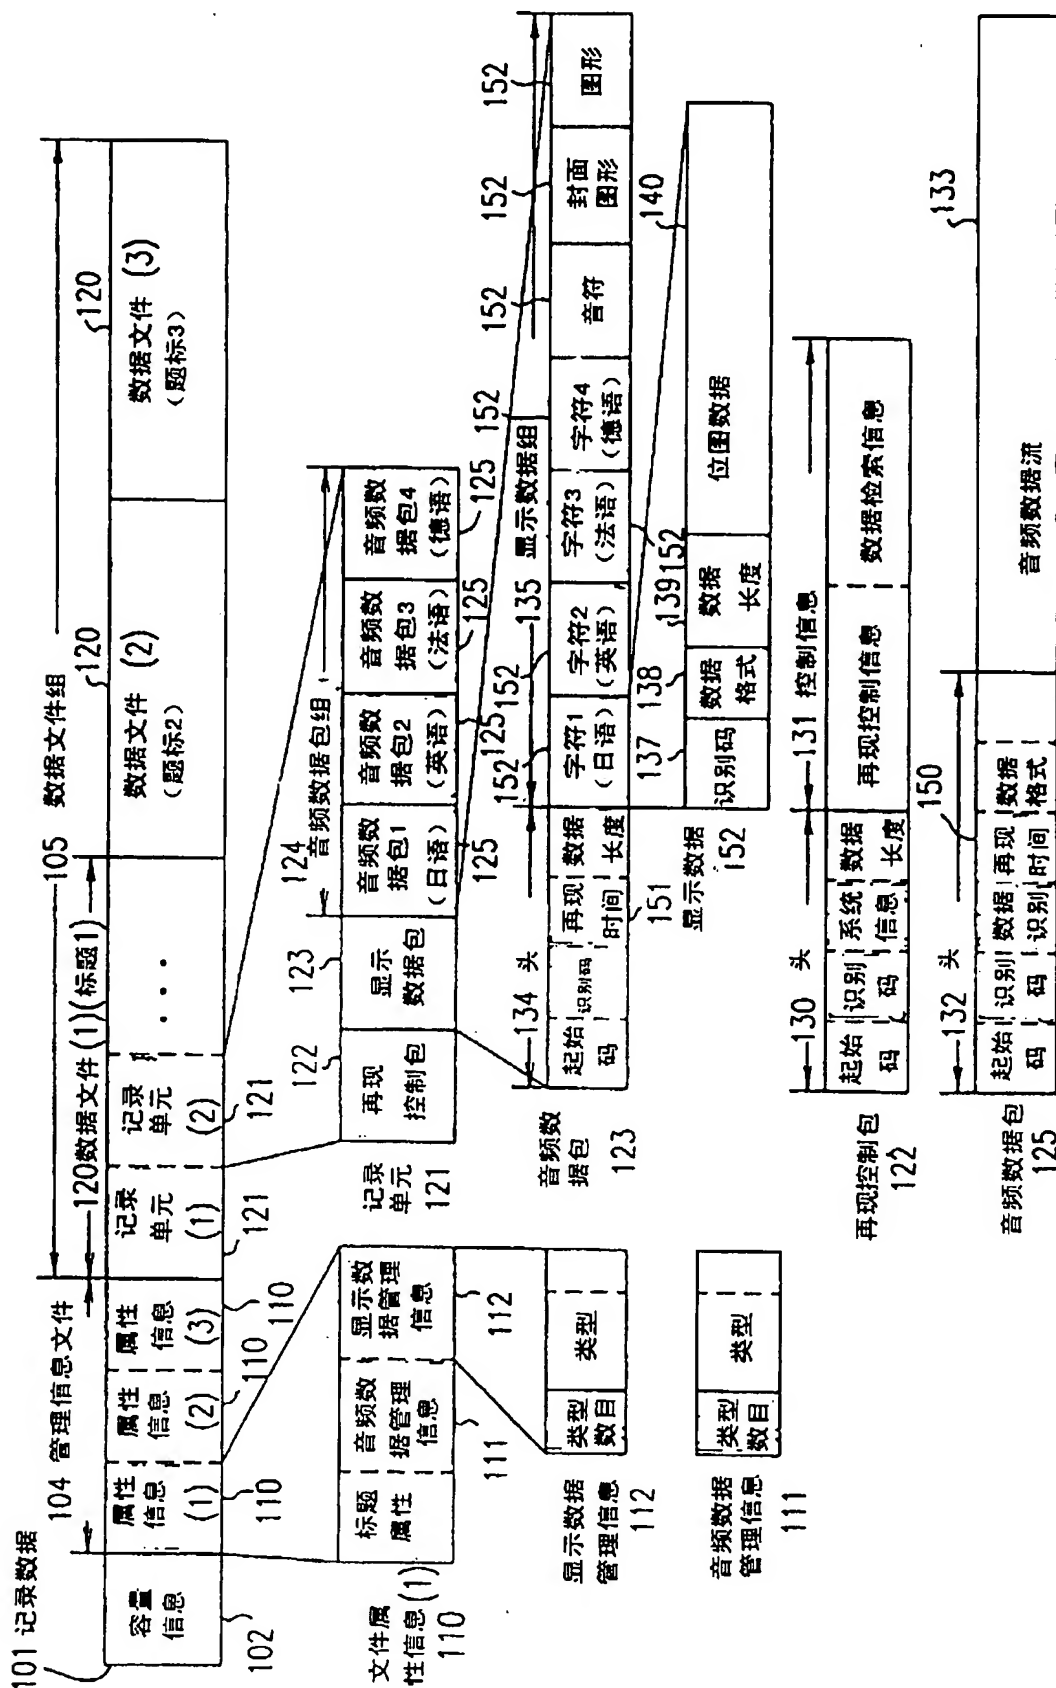 101 记录数据
104 管理信息文件
105 数据文件组
120数据文件(1)(标题1)
120
120
容量
信息
属性
信息
(1)
属性
信息
(2)
属性
信息
(3)
记录
单元
(1)
记录
单元
(2)
...
数据文件 (2)
(题标2)
数据文件 (3)
(题标3)
102
110
110
110
121
121
标题
属性
音频数
据管理
信息
显示数
据管理
信息
111
112
文件属
性信息(1)
110
124
音频数据包组
122
123
再现
控制包
显示
数据包
音频数
据包1
(日语)
音频数
据包2
(英语)
音频数
据包3
(法语)
音频数
据包4
(德语)
125
125
125
125
记录
单元
121
类型
数目
类型
显示数据
管理信息
112
类型
数目
类型
音频数据
管理信息
111
134 头
135
显示数据组
152
152
152
152
152
152
起始
码
识别码
再现
时间
数据
长度
字符1
(日语)
字符2
(英语)
字符3
(法语)
字符4
(德语)
音符
封面
图形
图形
151
152
音频数
据包
123
137
138
139
140
识别码
数据
格式
数据
长度
位图数据
显示数据
152
130 头
131 控制信息
起始
码
识别
码
系统
信息
数据
长度
再现控制信息
数据检索信息
再现控制包
122
132 头
150
133
起始
码
识别
码
数据
识别
再现
时间
数据
格式
音频数据流
音频数据包
125